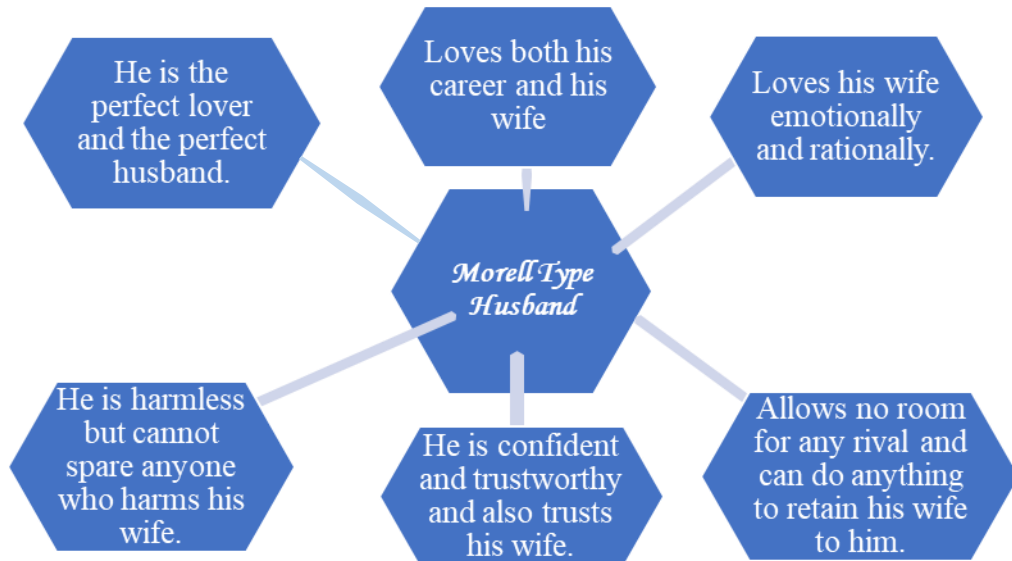 He is the
perfect lover
and the perfect
husband.
Loves both his
career and his
wife
Loves his wife
emotionally
and rationally.
Morell Type
Husband
He is harmless
but cannot
spare anyone
who harms his
wife.
He is confident
and trustworthy
and also trusts
his wife.
Allows no room
for any rival and
can do anything
to retain his wife
to him.